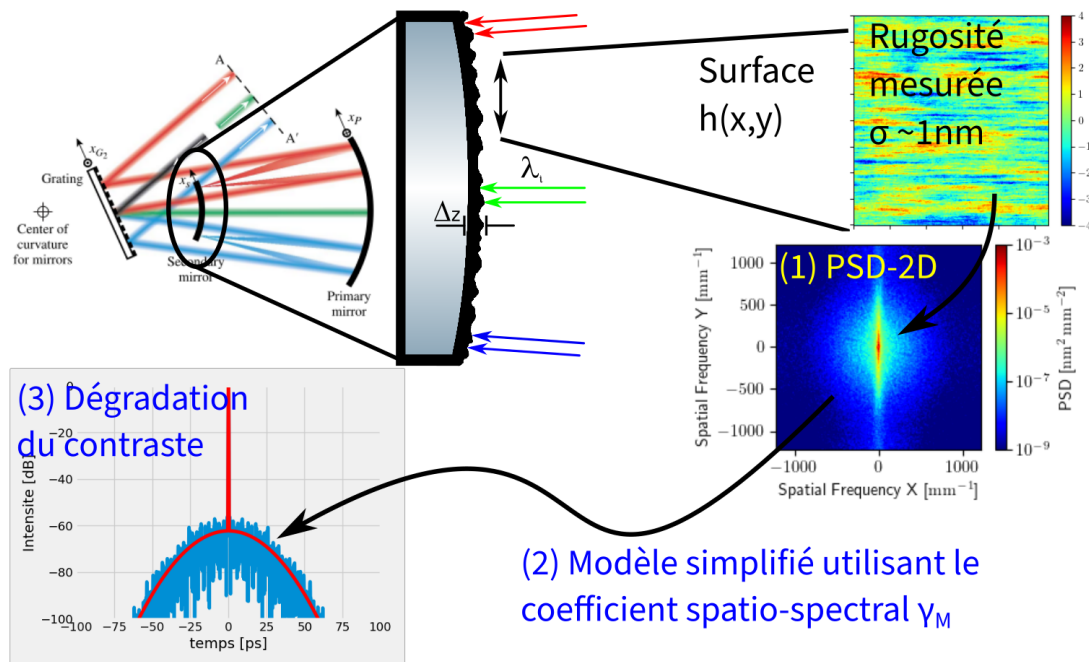 A
A′
x_P
x_{G2}
Grating
x_s
Center of
curvature
for mirrors
Secondary
mirror
Primary
mirror
Δz
λ_ι
Surface
h(x,y)
Rugosité
mesurée
σ ~1nm
4
3
2
1
0
−1
−2
−3
−4
(1) PSD-2D
1000
500
0
−500
−1000
Spatial Frequency Y [mm⁻¹]
−1000
0
1000
Spatial Frequency X [mm⁻¹]
10⁻³
10⁻⁵
10⁻⁷
10⁻⁹
PSD [nm² mm⁻²]
(3) Dégradation
du contraste
0
−20
−40
−60
−80
−100
Intensite [dB]
−100
−75
−50
−25
0
25
50
75
100
temps [ps]
(2) Modèle simplifié utilisant le
coefficient spatio-spectral γ_M